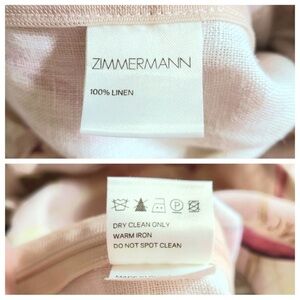 ZIMMERMANN
100% LINEN
DRY CLEAN ONLY
WARM IRON
DO NOT SPOT CLEAN